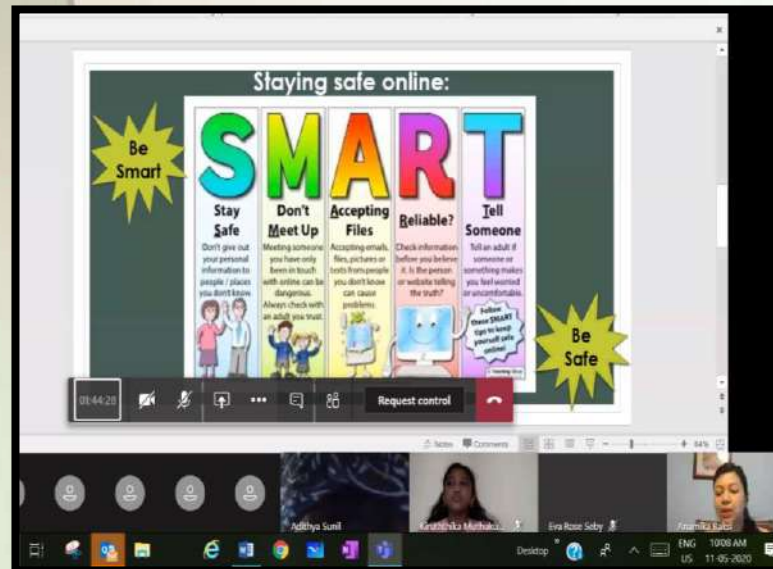 Staying safe online:
Be
Smart
SMART
Stay
Safe
Don't give out
your personal
information to
people / places
you don't know.
Don't
Meet Up
Meeting someone
you have only
been in touch
with online can be
dangerous.
Always check with
an adult you trust.
Accepting
Files
Accepting emails,
files, pictures or
texts from people
you don't know
can cause
problems.
Reliable?
Check information
before you believe
it. Is the person
or website telling
the truth?
Tell
Someone
Tell an adult if
someone or
something makes
you feel worried
or uncomfortable.
Follow
these SMART
tips to keep
yourself safe
online!
Be
Safe
01:44:28
Request control
Notes
Comments
84%
Adithya Sunil
Eva Rose Seby
Desktop
ENG
US
10:08 AM
11-05-2020